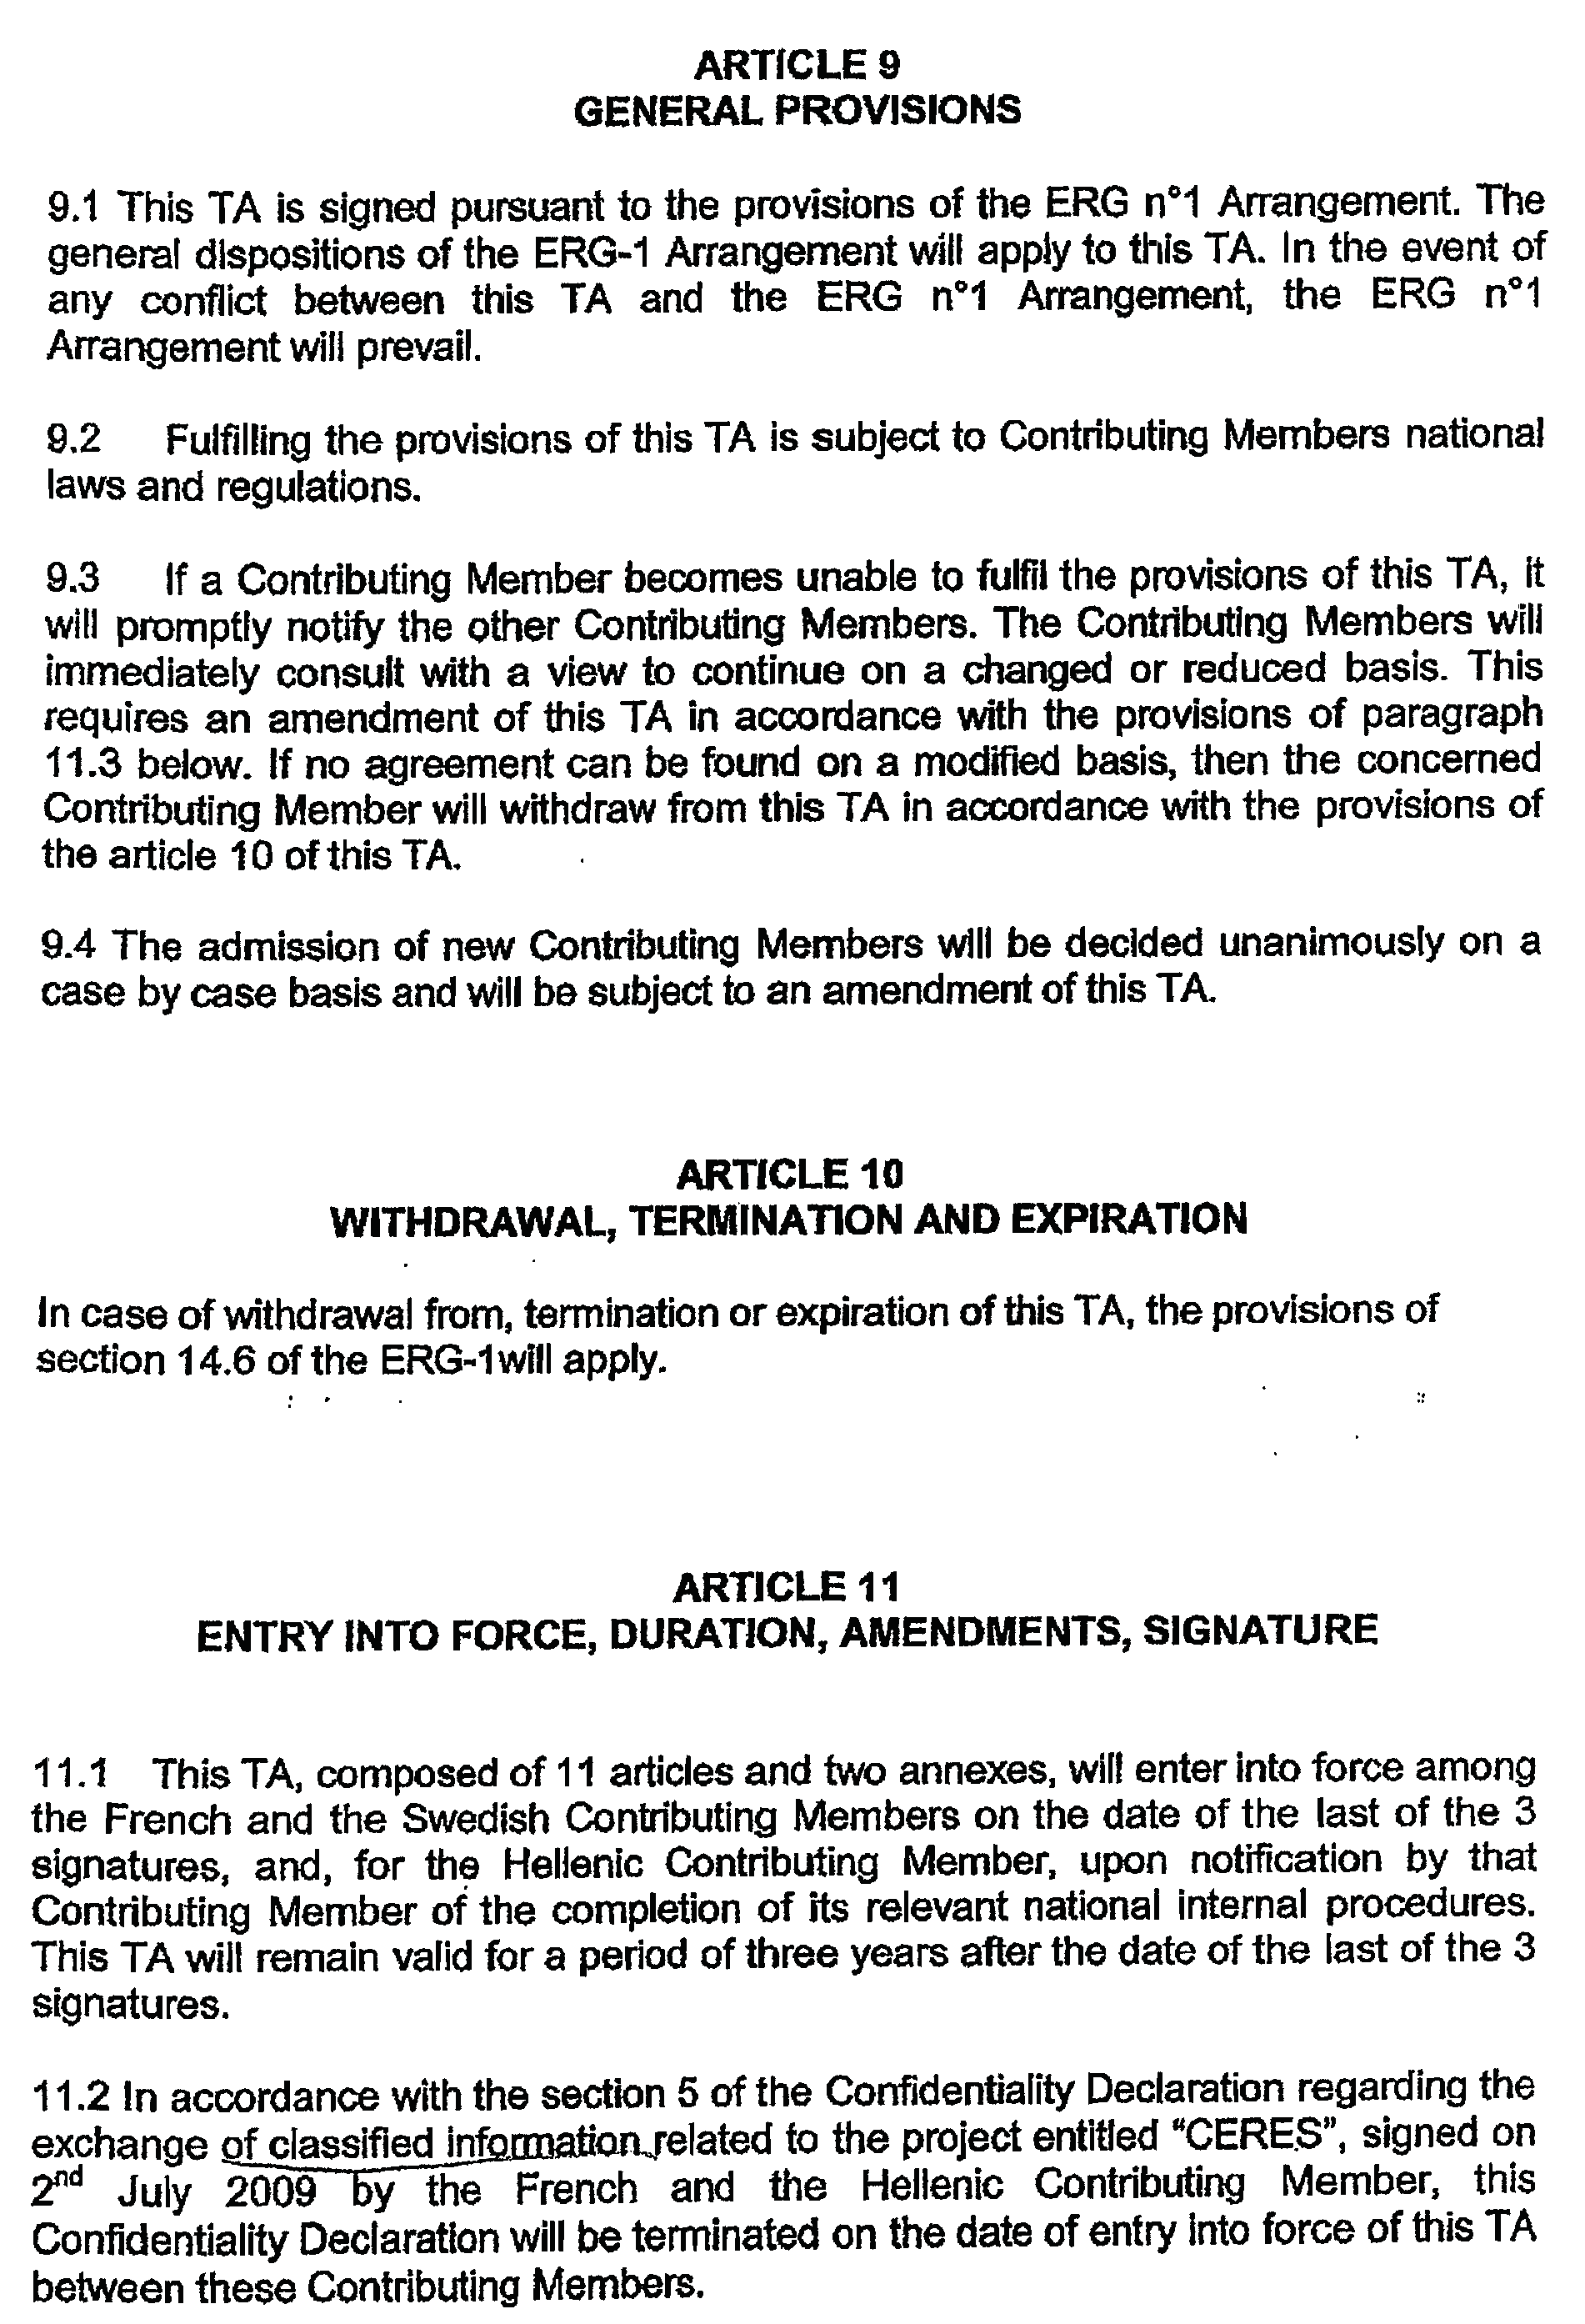 ARTICLE 9
GENERAL PROVISIONS
9.1 This TA is signed pursuant to the provisions of the ERG n°1 Arrangement. The
general dispositions of the ERG-1 Arrangement will apply to this TA. In the event of
any conflict between this TA and the ERG n°1 Arrangement, the ERG n°1
Arrangement will prevail.
9.2 Fulfilling the provisions of this TA is subject to Contributing Members national
laws and regulations.
9.3 If a Contributing Member becomes unable to fulfil the provisions of this TA, it
will promptly notify the other Contributing Members. The Contributing Members will
immediately consult with a view to continue on a changed or reduced basis. This
requires an amendment of this TA in accordance with the provisions of paragraph
11.3 below. If no agreement can be found on a modified basis, then the concerned
Contributing Member will withdraw from this TA in accordance with the provisions of
the article 10 of this TA.
9.4 The admission of new Contributing Members will be decided unanimously on a
case by case basis and will be subject to an amendment of this TA.
ARTICLE 10
WITHDRAWAL, TERMINATION AND EXPIRATION
In case of withdrawal from, termination or expiration of this TA, the provisions of
section 14.6 of the ERG-1will apply.
ARTICLE 11
ENTRY INTO FORCE, DURATION, AMENDMENTS, SIGNATURE
11.1 This TA, composed of 11 articles and two annexes, will enter into force among
the French and the Swedish Contributing Members on the date of the last of the 3
signatures, and, for the Hellenic Contributing Member, upon notification by that
Contributing Member of the completion of its relevant national internal procedures.
This TA will remain valid for a period of three years after the date of the last of the 3
signatures.
11.2 In accordance with the section 5 of the Confidentiality Declaration regarding the
exchange of classified information related to the project entitled “CERES”, signed on
2nd July 2009 by the French and the Hellenic Contributing Member, this
Confidentiality Declaration will be terminated on the date of entry into force of this TA
between these Contributing Members.